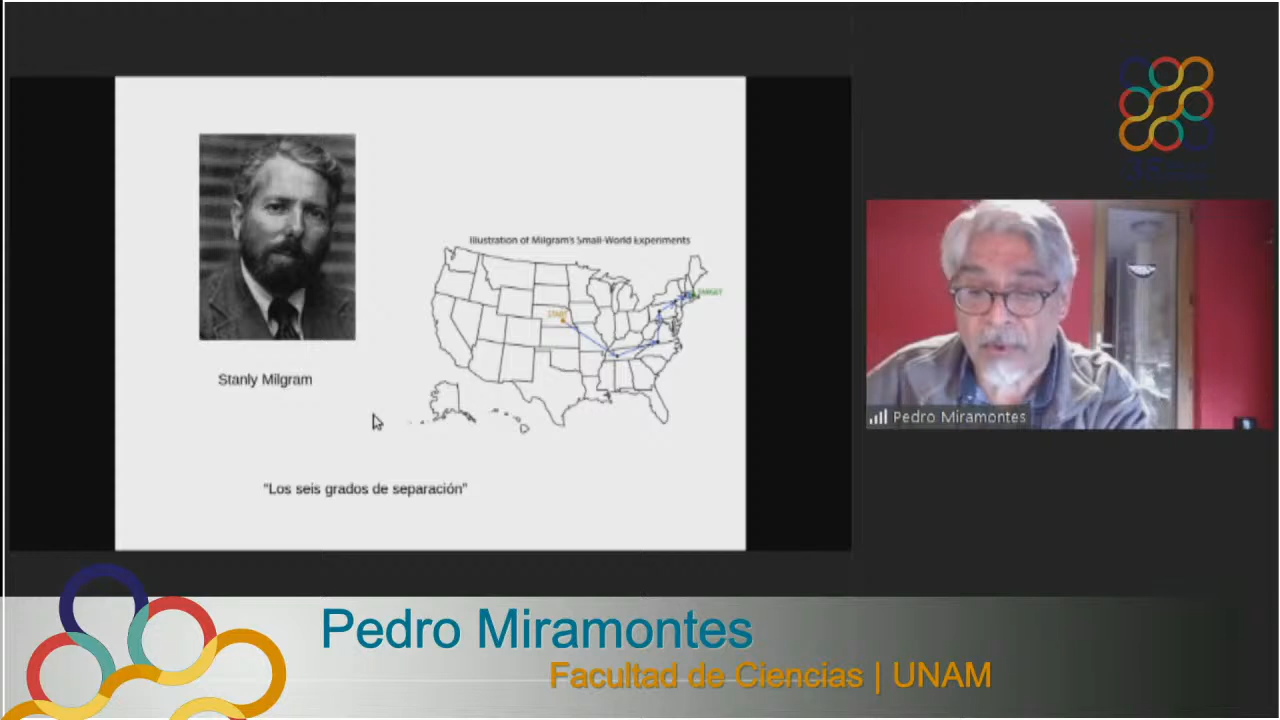 Illustration of Milgram's Small-World Experiments
TARGET
START
Stanly Milgram
"Los seis grados de separación"
Pedro Miramontes
Pedro Miramontes
Facultad de Ciencias | UNAM